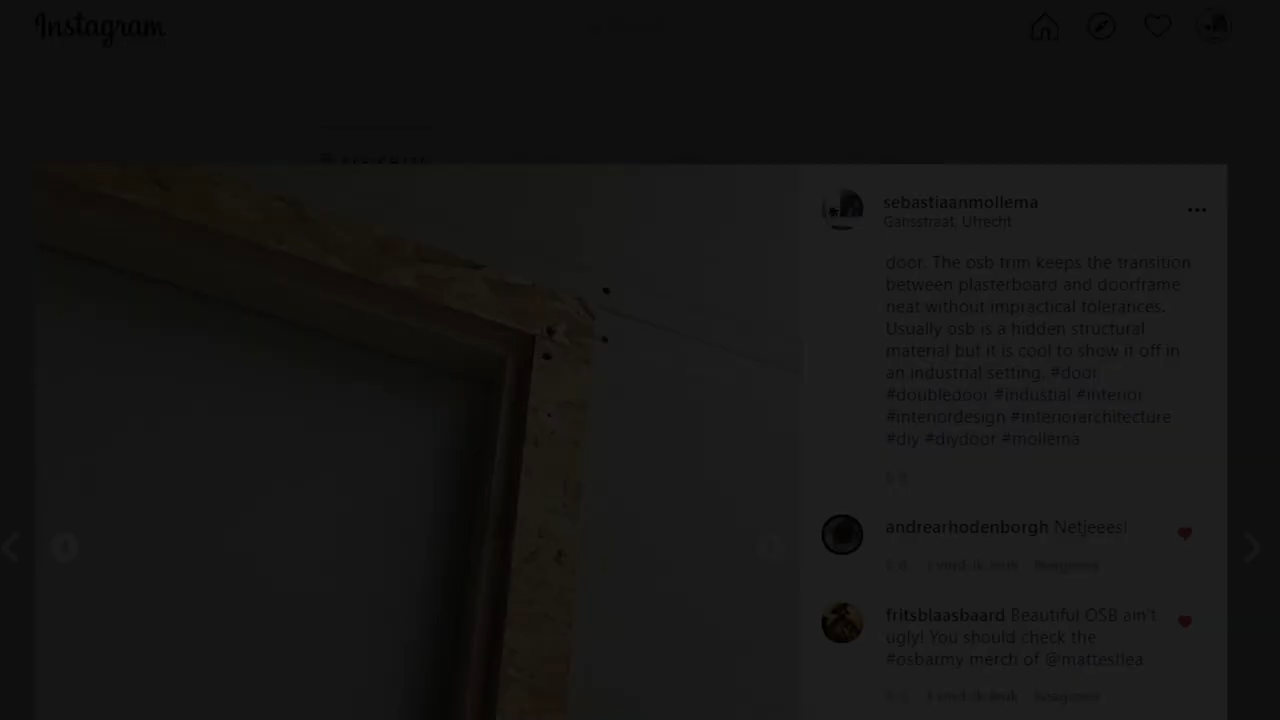 Instagram
sebastiaanmollema
Gansstraat, Utrecht
door. The osb trim keeps the transition
between plasterboard and doorframe
neat without impractical tolerances.
Usually osb is a hidden structural
material but it is cool to show it off in
an industrial setting. #door
#doubledoor #industial #interior
#interiordesign #interiorarchitecture
#diy #diydoor #mollema
andrearhodenborgh Netjeees!
fritsblaasbaard Beautiful OSB ain't
ugly! You should check the
#osbarmy merch of @mattestlea